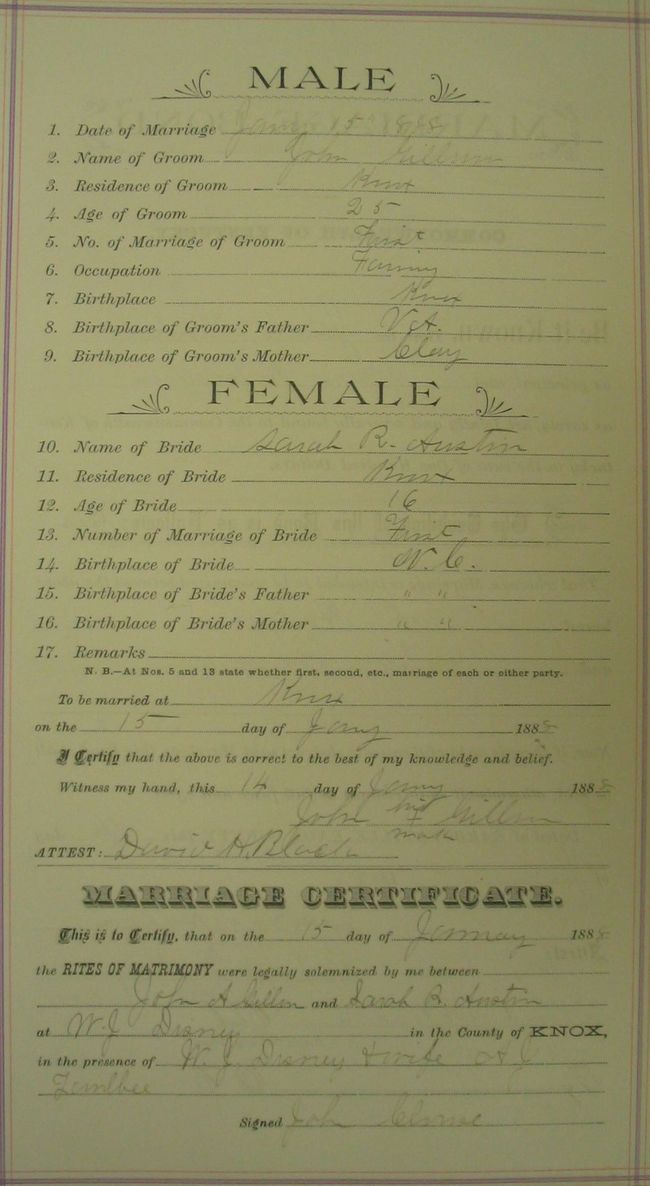 MALE
1. Date of Marriage Jany 15 1888
2. Name of Groom John
3. Residence of Groom Knox
4. Age of Groom 25
5. No. of Marriage of Groom First
6. Occupation Farming
7. Birthplace Knox
8. Birthplace of Groom's Father VA.
9. Birthplace of Groom's Mother Clay
FEMALE
10. Name of Bride Sarah R. Austin
11. Residence of Bride Knox
12. Age of Bride 16
13. Number of Marriage of Bride First
14. Birthplace of Bride N.C.
15. Birthplace of Bride's Father " "
16. Birthplace of Bride's Mother " "
17. Remarks
N. B.—At Nos. 5 and 13 state whether first, second, etc., marriage of each or either party.
To be married at Knox
on the 15 day of Jany 1888
I Certify that the above is correct to the best of my knowledge and belief.
Witness my hand, this 14 day of Jany 1888
John his
mark
ATTEST: David H. Black
MARRIAGE CERTIFICATE.
This is to Certify, that on the 15 day of 1888
the RITES OF MATRIMONY were legally solemnized by me between
John A and Sarah R. Austin
at W. J. Disney in the County of KNOX,
in the presence of W. J. Disney & wife
Signed John